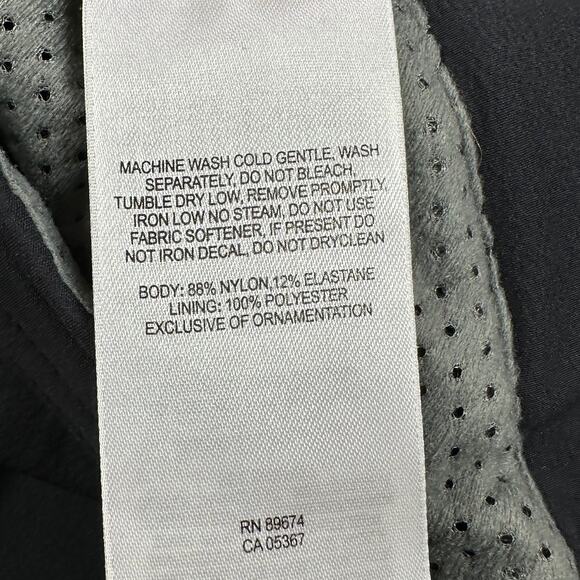 MACHINE WASH COLD GENTLE, WASH
SEPARATELY, DO NOT BLEACH,
TUMBLE DRY LOW, REMOVE PROMPTLY,
IRON LOW NO STEAM, DO NOT USE
FABRIC SOFTENER, IF PRESENT DO
NOT IRON DECAL, DO NOT DRYCLEAN
BODY: 88% NYLON,12% ELASTANE
LINING: 100% POLYESTER
EXCLUSIVE OF ORNAMENTATION
RN 89674
CA 05367